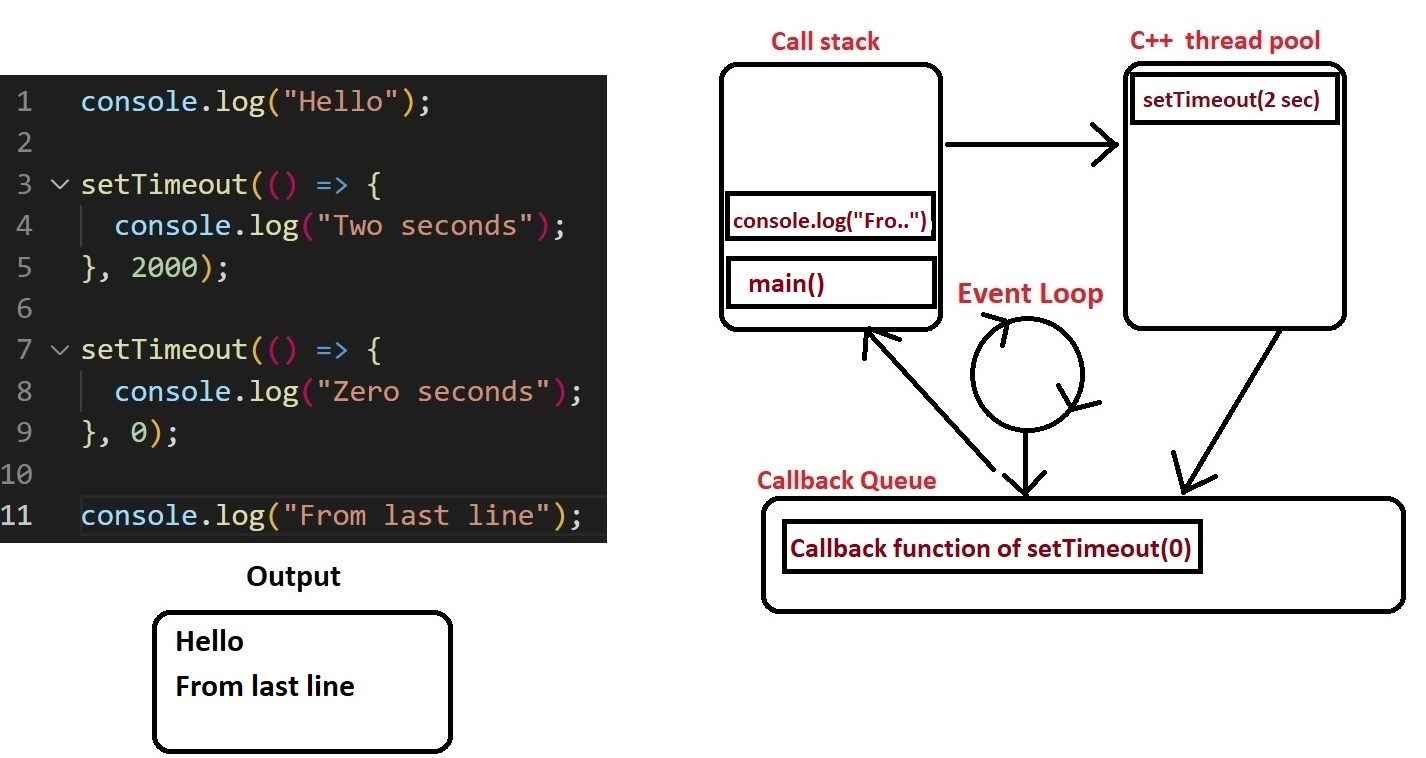 1 console.log("Hello");
2
3 setTimeout(() => {
4 console.log("Two seconds");
5 }, 2000);
6
7 setTimeout(() => {
8 console.log("Zero seconds");
9 }, 0);
10
11 console.log("From last line");
Output
Hello
From last line
Call stack
console.log("Fro..")
main()
C++ thread pool
setTimeout(2 sec)
Event Loop
Callback Queue
Callback function of setTimeout(0)